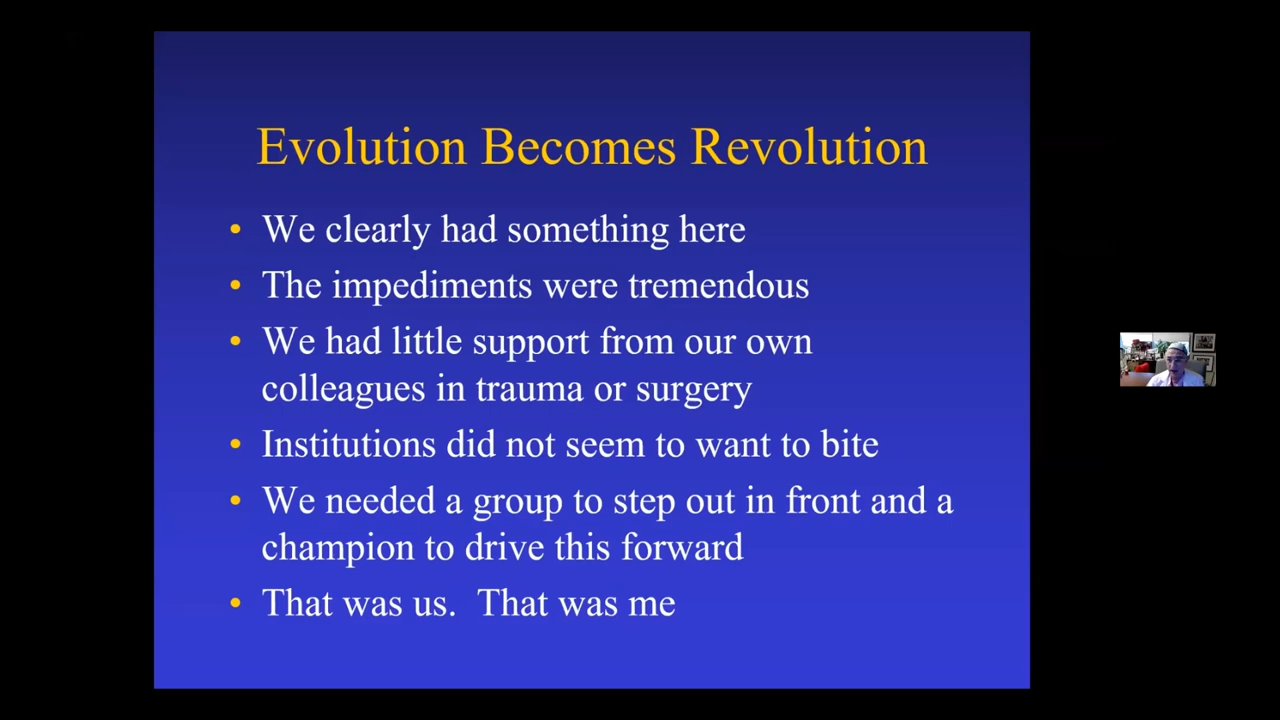 Evolution Becomes Revolution
• We clearly had something here
• The impediments were tremendous
• We had little support from our own
colleagues in trauma or surgery
• Institutions did not seem to want to bite
• We needed a group to step out in front and a
champion to drive this forward
• That was us.  That was me